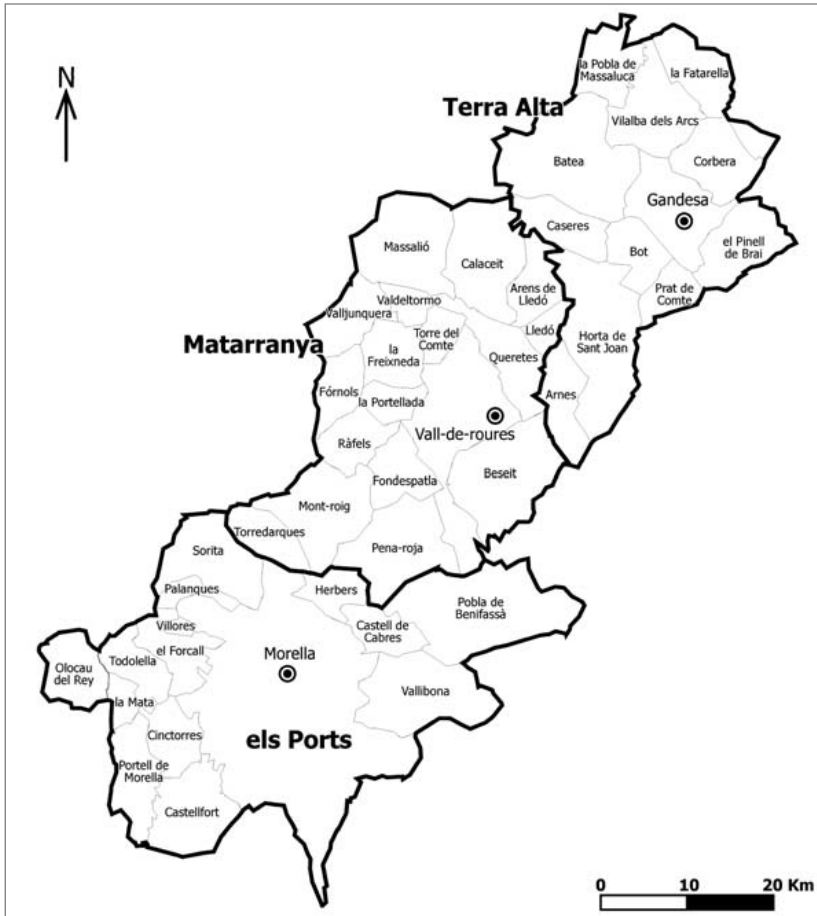 N
la Pobla de
Massaluca
la Fatarella
Terra Alta
Vilalba dels Arcs
Batea
Corbera
Gandesa
Caseres
el Pinell
de Brai
Bot
Massalió
Calaceit
Prat de
Comte
Arens de
Lledó
Valdeltormo
Valljunquera
Lledó
Torre del
Comte
Horta de
Sant Joan
Matarranya
la
Freixneda
Queretes
Fórnols
la Portellada
Arnes
Vall-de-roures
Ràfels
Beseit
Fondespatla
Mont-roig
Torredarques
Pena-roja
Sorita
Palanques
Herbers
Pobla de
Benifassà
Castell de
Cabres
Villores
el Forcall
Todolella
Morella
Olocau
del Rey
Vallibona
la Mata
Cinctorres
els Ports
Portell de
Morella
Castellfort
0 10 20 Km